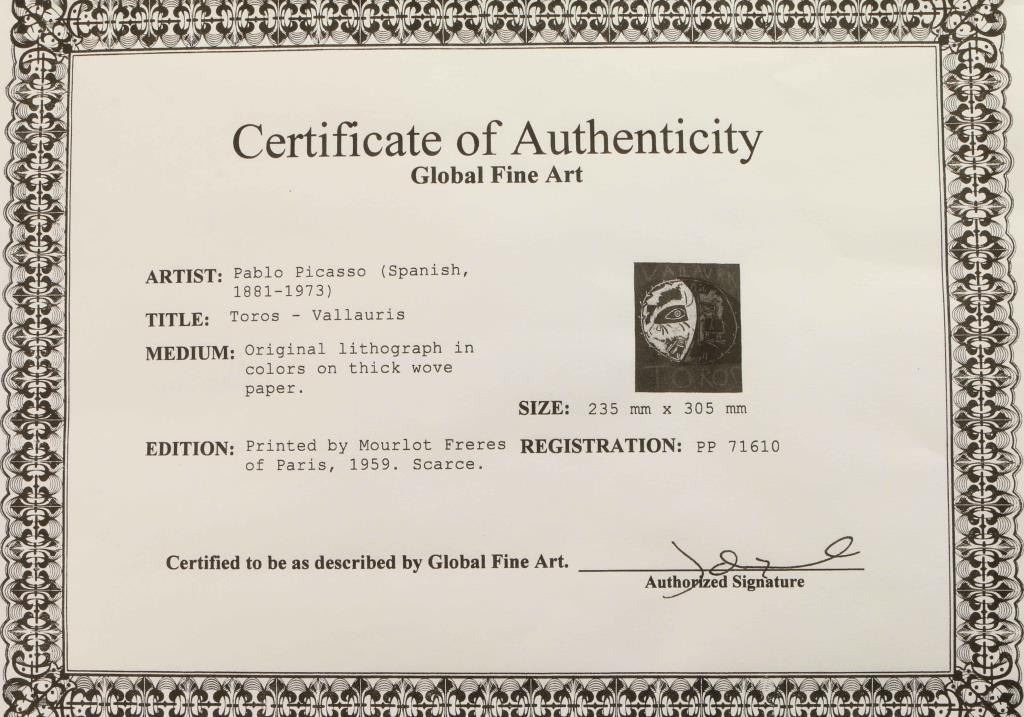 Certificate of Authenticity
Global Fine Art
ARTIST: Pablo Picasso (Spanish,
1881-1973)
TITLE: Toros - Vallauris
MEDIUM: Original lithograph in
colors on thick wove
paper.
VALLAURIS
TOROS
SIZE: 235 mm x 305 mm
EDITION: Printed by Mourlot Freres
of Paris, 1959. Scarce.
REGISTRATION: PP 71610
Certified to be as described by Global Fine Art.
Authorized Signature